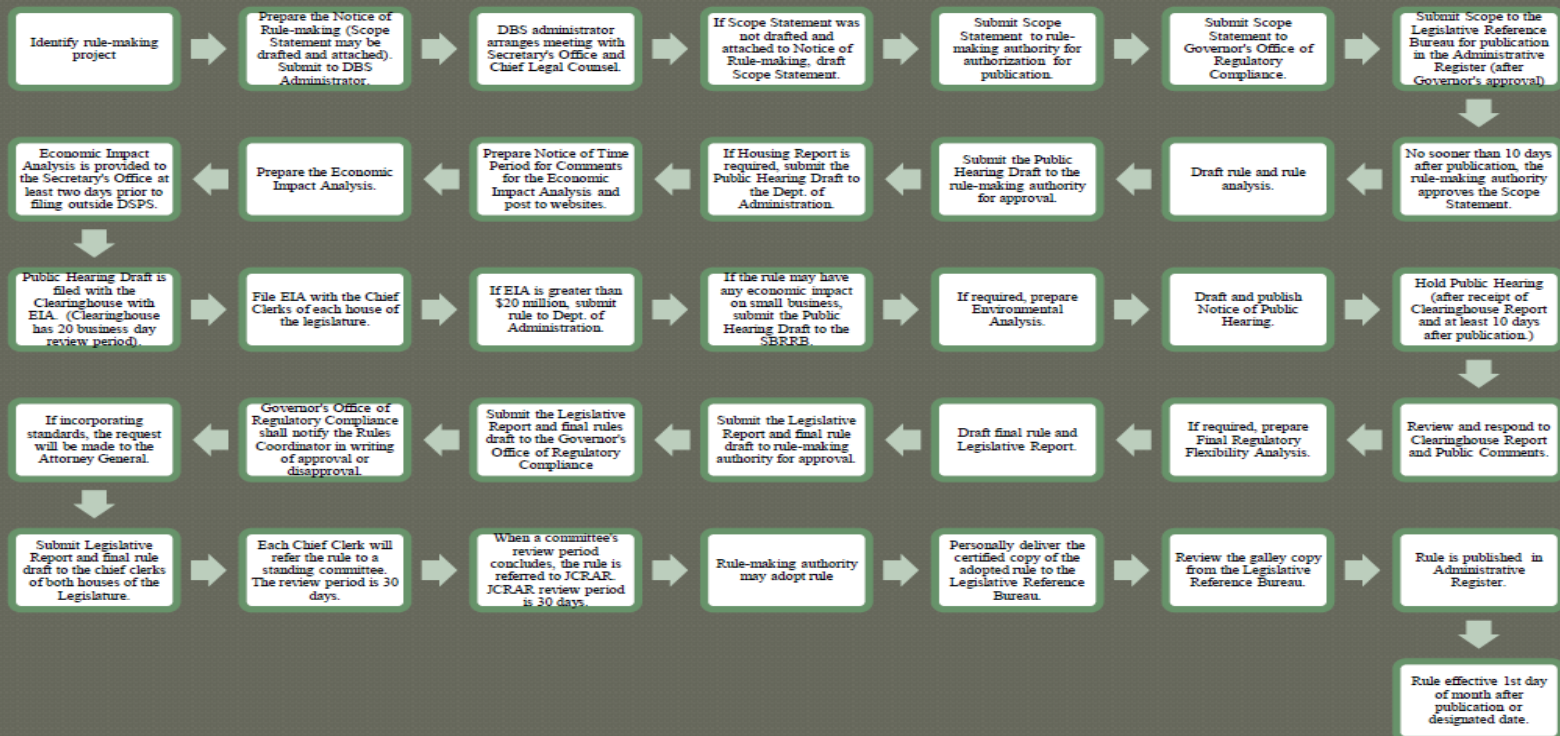 Identify rule-making
project
Prepare the Notice of
Rule-making (Scope
Statement may be
drafted and attached).
Submit to DBS
Administrator.
DBS administrator
arranges meeting with
Secretary's Office and
Chief Legal Counsel.
If Scope Statement was
not drafted and
attached to Notice of
Rule-making, draft
Scope Statement.
Submit Scope
Statement to rule-
making authority for
authorization for
publication.
Submit Scope
Statement to
Governor's Office of
Regulatory
Compliance.
Submit Scope to the
Legislative Reference
Bureau for publication
in the Administrative
Register (after
Governor's approval)
No sooner than 10 days
after publication, the
rule-making authority
approves the Scope
Statement.
Draft rule and rule
analysis.
Submit the Public
Hearing Draft to the
rule-making authority
for approval.
If Housing Report is
required, submit the
Public Hearing Draft to
the Dept. of
Administration.
Prepare Notice of Time
Period for Comments
for the Economic
Impact Analysis and
post to websites.
Prepare the Economic
Impact Analysis.
Economic Impact
Analysis is provided to
the Secretary's Office at
least two days prior to
filing outside DSPS.
Public Hearing Draft is
filed with the
Clearinghouse with
EIA. (Clearinghouse
has 20 business day
review period).
File EIA with the Chief
Clerks of each house of
the legislature.
If EIA is greater than
$20 million, submit
rule to Dept. of
Administration.
If the rule may have
any economic impact
on small business,
submit the Public
Hearing Draft to the
SBRRB.
If required, prepare
Environmental
Analysis.
Draft and publish
Notice of Public
Hearing.
Hold Public Hearing
(after receipt of
Clearinghouse Report
and at least 10 days
after publication.)
Review and respond to
Clearinghouse Report
and Public Comments.
If required, prepare
Final Regulatory
Flexibility Analysis.
Draft final rule and
Legislative Report.
Submit the Legislative
Report and final rule
draft to rule-making
authority for approval.
Submit the Legislative
Report and final rules
draft to the Governor's
Office of Regulatory
Compliance
Governor's Office of
Regulatory Compliance
shall notify the Rules
Coordinator in writing
of approval or
disapproval.
If incorporating
standards, the request
will be made to the
Attorney General.
Submit Legislative
Report and final rule
draft to the chief clerks
of both houses of the
Legislature.
Each Chief Clerk will
refer the rule to a
standing committee.
The review period is 30
days.
When a committee's
review period
concludes, the rule is
referred to JCRAR.
JCRAR review period
is 30 days.
Rule-making authority
may adopt rule
Personally deliver the
certified copy of the
adopted rule to the
Legislative Reference
Bureau.
Review the galley copy
from the Legislative
Reference Bureau.
Rule is published in
Administrative
Register.
Rule effective 1st day
of month after
publication or
designated date.